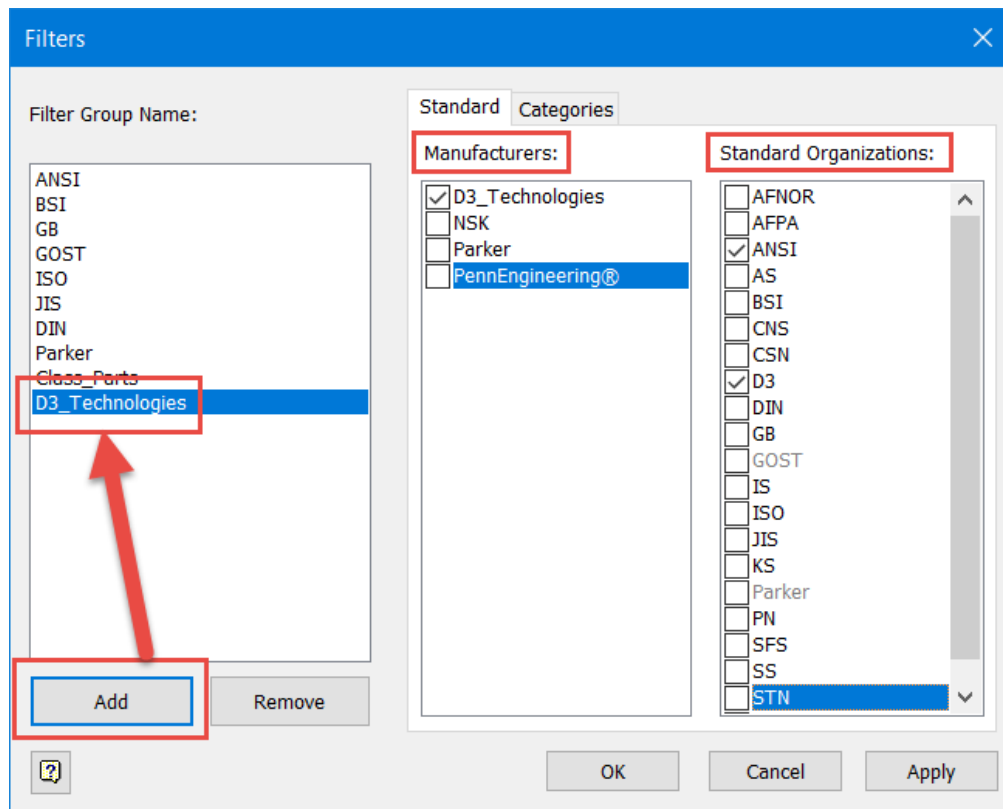 Filters
Filter Group Name:
ANSI
BSI
GB
GOST
ISO
JIS
DIN
Parker
Class_Parts
D3_Technologies
Add
Remove
Standard
Categories
Manufacturers:
D3_Technologies
NSK
Parker
PennEngineering®
Standard Organizations:
AFNOR
AFPA
ANSI
AS
BSI
CNS
CSN
D3
DIN
GB
GOST
IS
ISO
JIS
KS
Parker
PN
SFS
SS
STN
OK
Cancel
Apply